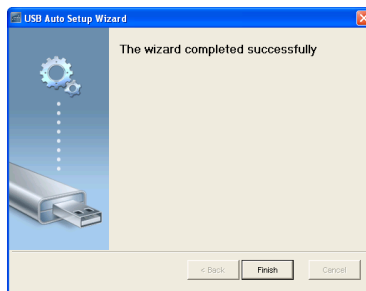 USB Auto Setup Wizard
The wizard completed successfully
< Back
Finish
Cancel